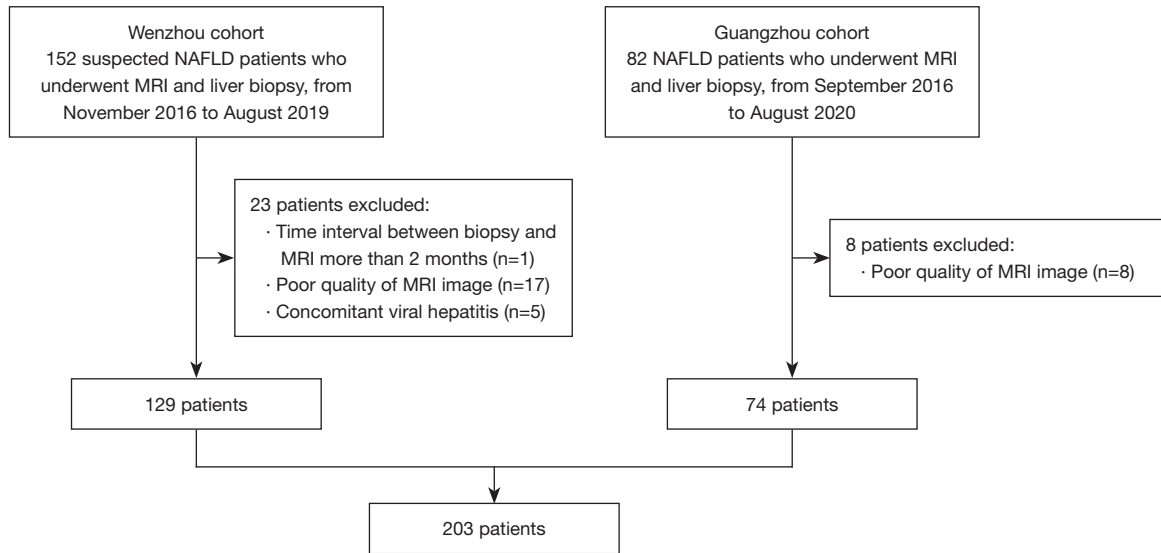 Wenzhou cohort
152 suspected NAFLD patients who
underwent MRI and liver biopsy, from
November 2016 to August 2019
Guangzhou cohort
82 NAFLD patients who underwent MRI
and liver biopsy, from September 2016
to August 2020
23 patients excluded:
· Time interval between biopsy and
MRI more than 2 months (n=1)
· Poor quality of MRI image (n=17)
· Concomitant viral hepatitis (n=5)
8 patients excluded:
· Poor quality of MRI image (n=8)
129 patients
74 patients
203 patients